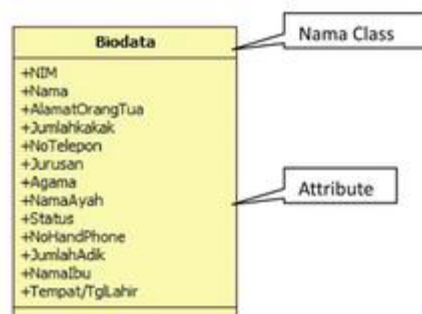 Biodata
Nama Class
+NIM
+Nama
+AlamatOrangTua
+Jumlahkakak
+NoTelepon
+Jurusan
+Agama
+NamaAyah
+Status
+NoHandPhone
+JumlahAdik
+NamaIbu
+Tempat/TglLahir
Attribute